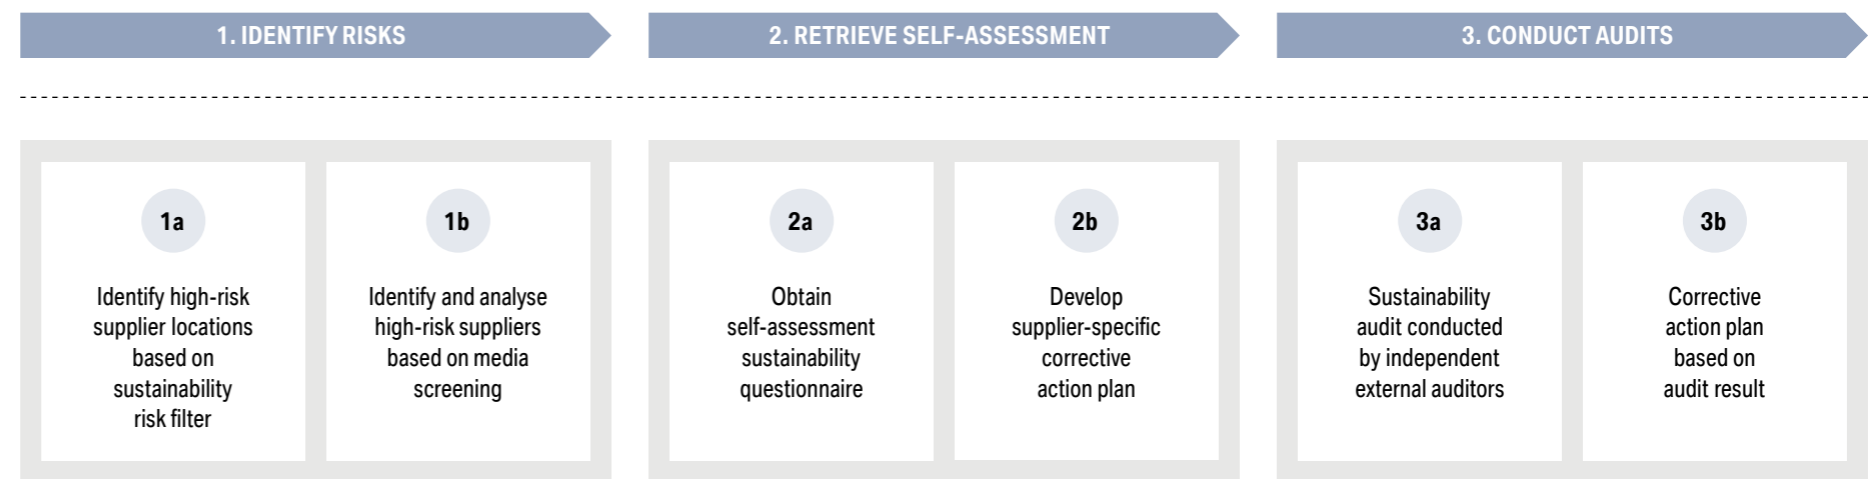 1. IDENTIFY RISKS
2. RETRIEVE SELF-ASSESSMENT
3. CONDUCT AUDITS
1a
Identify high-risk
supplier locations
based on
sustainability
risk filter
1b
Identify and analyse
high-risk suppliers
based on media
screening
2a
Obtain
self-assessment
sustainability
questionnaire
2b
Develop
supplier-specific
corrective
action plan
3a
Sustainability
audit conducted
by independent
external auditors
3b
Corrective
action plan
based on
audit result